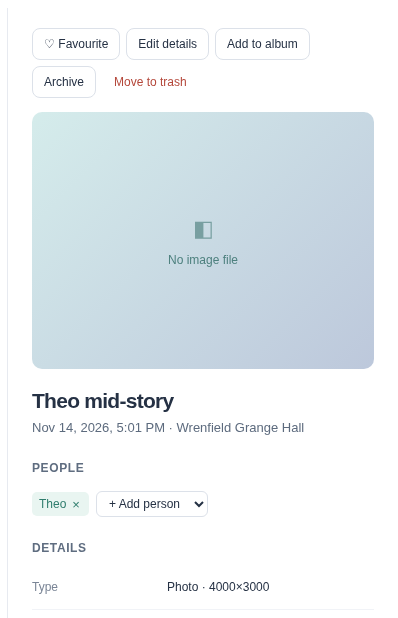 ♡ Favourite Edit details Add to album
Archive Move to trash
No image file
Theo mid-story
Nov 14, 2026, 5:01 PM · Wrenfield Grange Hall
PEOPLE
Theo × + Add person
DETAILS
Type Photo · 4000×3000